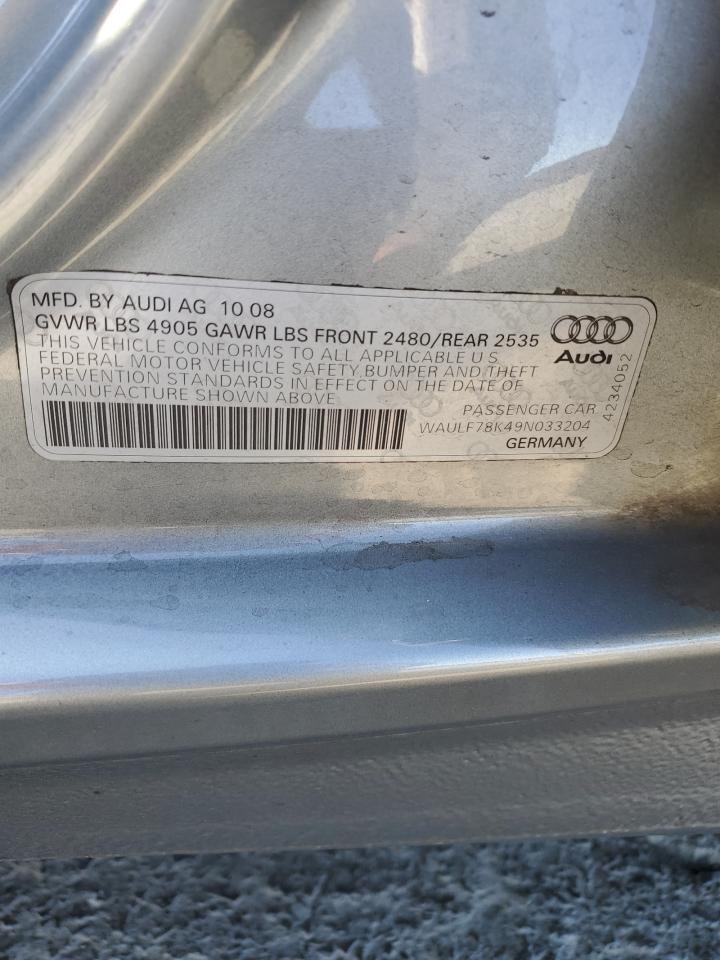 MFD. BY AUDI AG 10 08
GVWR LBS 4905 GAWR LBS FRONT 2480/REAR 2535
THIS VEHICLE CONFORMS TO ALL APPLICABLE U S
FEDERAL MOTOR VEHICLE SAFETY, BUMPER AND THEFT
PREVENTION STANDARDS IN EFFECT ON THE DATE OF
MANUFACTURE SHOWN ABOVE
Audi
4234052
PASSENGER CAR
WAULF78K49N033204
GERMANY